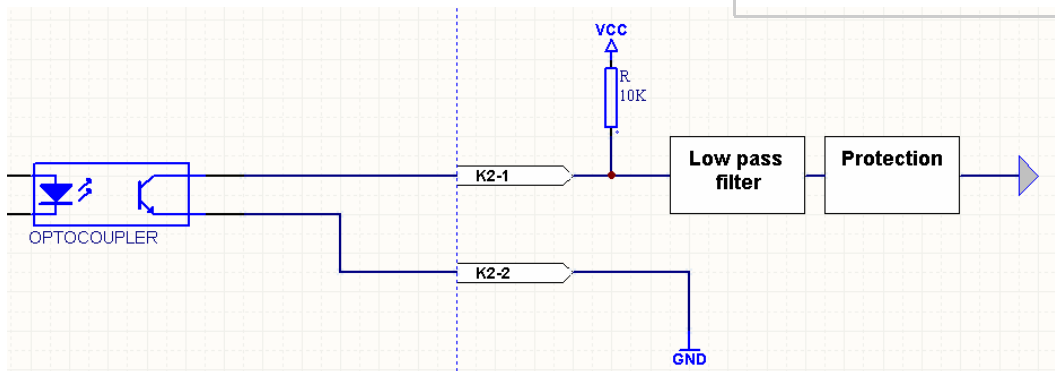 VCC
R
10K
Low pass
filter
Protection
K2-1
OPTOCOUPLER
K2-2
GND